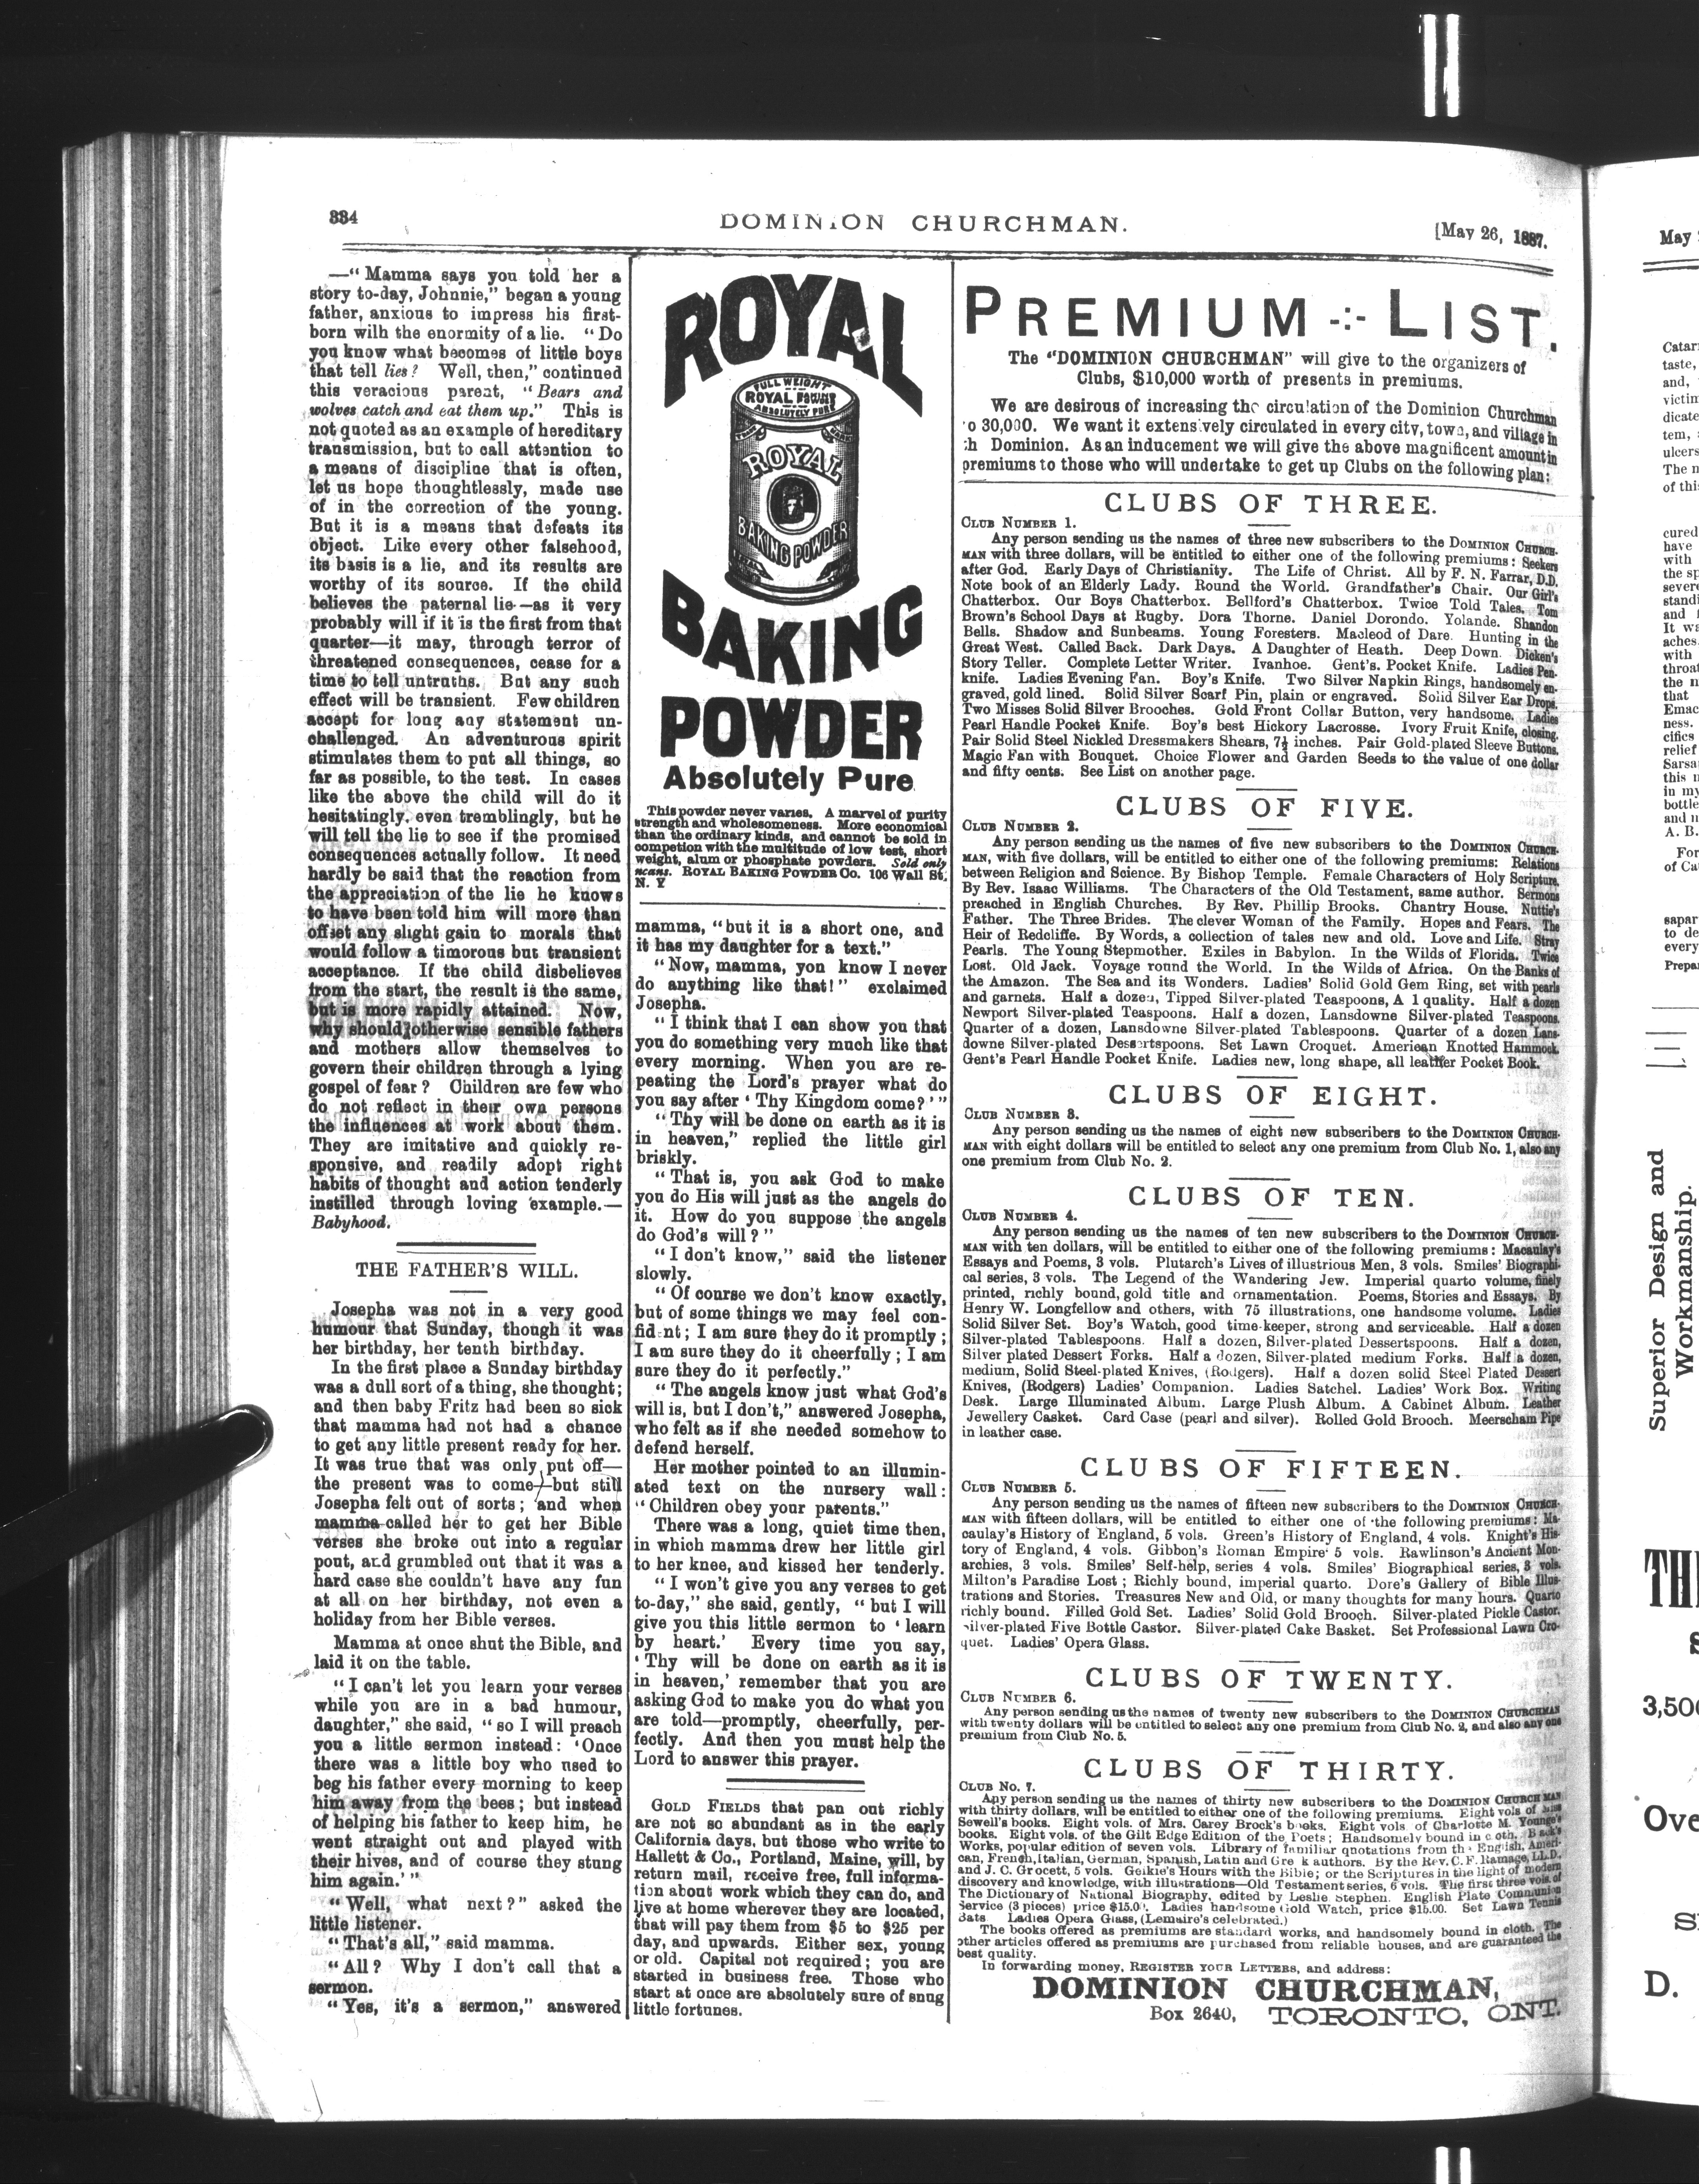 334
DOMINION CHURCHMAN.
[May 26, 1887.
—"Mamma says you told her a
story to-day, Johnnie," began a young
father, anxious to impress his first-
born wilh the enormity of a lie. "Do
you know what becomes of little boys
that tell lies? Well, then," continued
this veracious parent, "Bears and
wolves catch and eat them up." This is
not quoted as an example of hereditary
transmission, but to call attention to
a means of discipline that is often,
let us hope thoughtlessly, made use
of in the correction of the young.
But it is a means that defeats its
object. Like every other falsehood,
its basis is a lie, and its results are
worthy of its source. If the child
believes the paternal lie—as it very
probably will if it is the first from that
quarter—it may, through terror of
threatened consequences, cease for a
time to tell untruths. But any such
effect will be transient. Few children
accept for long any statement un-
challenged. An adventurous spirit
stimulates them to put all things, so
far as possible, to the test. In cases
like the above the child will do it
hesitatingly, even tremblingly, but he
will tell the lie to see if the promised
consequences actually follow. It need
hardly be said that the reaction from
the appreciation of the lie he knows
to have been told him will more than
offset any slight gain to morals that
would follow a timorous but transient
acceptance. If the child disbelieves
from the start, the result is the same,
but is more rapidly attained. Now,
why should otherwise sensible fathers
and mothers allow themselves to
govern their children through a lying
gospel of fear? Children are few who
do not reflect in their own persons
the influences at work about them.
They are imitative and quickly re-
sponsive, and readily adopt right
habits of thought and action tenderly
instilled through loving example.—
Babyhood.
THE FATHER'S WILL.
Josepha was not in a very good
humour that Sunday, though it was
her birthday, her tenth birthday.
In the first place a Sunday birthday
was a dull sort of a thing, she thought;
and then baby Fritz had been so sick
that mamma had not had a chance
to get any little present ready for her.
It was true that was only put off—
the present was to come—but still
Josepha felt out of sorts; and when
mamma called her to get her Bible
verses she broke out into a regular
pout, and grumbled out that it was a
hard case she couldn't have any fun
at all on her birthday, not even a
holiday from her Bible verses.
Mamma at once shut the Bible, and
laid it on the table.
"I can't let you learn your verses
while you are in a bad humour,
daughter," she said, "so I will preach
you a little sermon instead: 'Once
there was a little boy who used to
beg his father every morning to keep
him away from the bees; but instead
of helping his father to keep him, he
went straight out and played with
their hives, and of course they stung
him again.'"
"Well, what next?" asked the
little listener.
"That's all," said mamma.
"All? Why I don't call that a
sermon.
"Yes, it's a sermon," answered
ROYAL
FULL WEIGHT
ROYAL
ABSOLUTELY PURE
ROYAL
BAKING POWDER
BAKING
POWDER
Absolutely Pure
This powder never varies. A marvel of purity
strength and wholesomeness. More economical
than the ordinary kinds, and cannot be sold in
competion with the multitude of low test, short
weight, alum or phosphate powders. Sold only
ncans. ROYAL BAKING POWDER Co. 106 Wall St.
N. Y
mamma, "but it is a short one, and
it has my daughter for a text."
"Now, mamma, yon know I never
do anything like that!" exclaimed
Josepha.
"I think that I can show you that
you do something very much like that
every morning. When you are re-
peating the Lord's prayer what do
you say after 'Thy Kingdom come?'"
"Thy will be done on earth as it is
in heaven," replied the little girl
briskly.
"That is, you ask God to make
you do His will just as the angels do
it. How do you suppose the angels
do God's will?"
"I don't know," said the listener
slowly.
"Of course we don't know exactly,
but of some things we may feel con-
fident; I am sure they do it promptly;
I am sure they do it cheerfully; I am
sure they do it perfectly."
"The angels know just what God's
will is, but I don't," answered Josepha,
who felt as if she needed somehow to
defend herself.
Her mother pointed to an illumin-
ated text on the nursery wall:
"Children obey your parents."
There was a long, quiet time then,
in which mamma drew her little girl
to her knee, and kissed her tenderly.
"I won't give you any verses to get
to-day," she said, gently, "but I will
give you this little sermon to 'learn
by heart.' Every time you say,
'Thy will be done on earth as it is
in heaven,' remember that you are
asking God to make you do what you
are told—promptly, cheerfully, per-
fectly. And then you must help the
Lord to answer this prayer.
GOLD FIELDS that pan out richly
are not so abundant as in the early
California days, but those who write to
Hallett & Co., Portland, Maine, will, by
return mail, receive free, full informa-
tion about work which they can do, and
live at home wherever they are located,
that will pay them from $5 to $25 per
day, and upwards. Either sex, young
or old. Capital not required; you are
started in business free. Those who
start at once are absolutely sure of snug
little fortunes.
PREMIUM LIST.
The "DOMINION CHURCHMAN" will give to the organizers of
Clubs, $10,000 worth of presents in premiums.
We are desirous of increasing the circulation of the Dominion Churchman
o 30,000. We want it extensively circulated in every city, town, and village in
h Dominion. As an inducement we will give the above magnificent amount in
premiums to those who will undertake to get up Clubs on the following plan:
CLUBS OF THREE.
CLUB NUMBER 1.
Any person sending us the names of three new subscribers to the DOMINION CHURCH-
MAN with three dollars, will be entitled to either one of the following premiums: Seekers
after God. Early Days of Christianity. The Life of Christ. All by F. N. Farrar, D.D.
Note book of an Elderly Lady. Round the World. Grandfather's Chair. Our Girl's
Chatterbox. Our Boys Chatterbox. Bellford's Chatterbox. Twice Told Tales. Tom
Brown's School Days at Rugby. Dora Thorne. Daniel Dorondo. Yolande. Shandon
Bells. Shadow and Sunbeams. Young Foresters. Macleod of Dare. Hunting in the
Great West. Called Back. Dark Days. A Daughter of Heath. Deep Down. Dicken's
Story Teller. Complete Letter Writer. Ivanhoe. Gent's. Pocket Knife. Ladies Pen-
knife. Ladies Evening Fan. Boy's Knife. Two Silver Napkin Rings, handsomely en-
graved, gold lined. Solid Silver Scarf Pin, plain or engraved. Solid Silver Ear Drops.
Two Misses Solid Silver Brooches. Gold Front Collar Button, very handsome. Ladies
Pearl Handle Pocket Knife. Boy's best Hickory Lacrosse. Ivory Fruit Knife, closing.
Pair Solid Steel Nickled Dressmakers Shears, 7½ inches. Pair Gold-plated Sleeve Buttons.
Magic Fan with Bouquet. Choice Flower and Garden Seeds to the value of one dollar
and fifty cents. See List on another page.
CLUBS OF FIVE.
CLUB NUMBER 2.
Any person sending us the names of five new subscribers to the DOMINION CHURCH-
MAN, with five dollars, will be entitled to either one of the following premiums: Relations
between Religion and Science. By Bishop Temple. Female Characters of Holy Scripture.
By Rev. Isaac Williams. The Characters of the Old Testament, same author. Sermons
preached in English Churches. By Rev. Phillip Brooks. Chantry House. Nuttie's
Father. The Three Brides. The clever Woman of the Family. Hopes and Fears. The
Heir of Redcliffe. By Words, a collection of tales new and old. Love and Life. Stray
Pearls. The Young Stepmother. Exiles in Babylon. In the Wilds of Florida. Twice
Lost. Old Jack. Voyage round the World. In the Wilds of Africa. On the Banks of
the Amazon. The Sea and its Wonders. Ladies' Solid Gold Gem Ring, set with pearls
and garnets. Half a dozen, Tipped Silver-plated Teaspoons, A 1 quality. Half a dozen
Newport Silver-plated Teaspoons. Half a dozen, Lansdowne Silver-plated Teaspoons.
Quarter of a dozen, Lansdowne Silver-plated Tablespoons. Quarter of a dozen Lans-
downe Silver-plated Dessertspoons. Set Lawn Croquet. American Knotted Hammock.
Gent's Pearl Handle Pocket Knife. Ladies new, long shape, all leather Pocket Book.
CLUBS OF EIGHT.
CLUB NUMBER 3.
Any person sending us the names of eight new subscribers to the DOMINION CHURCH-
MAN with eight dollars will be entitled to select any one premium from Club No. 1, also any
one premium from Club No. 2.
CLUBS OF TEN.
CLUB NUMBER 4.
Any person sending us the names of ten new subscribers to the DOMINION CHURCH-
MAN with ten dollars, will be entitled to either one of the following premiums: Macaulay's
Essays and Poems, 3 vols. Plutarch's Lives of illustrious Men, 3 vols. Smiles' Biographi-
cal series, 3 vols. The Legend of the Wandering Jew. Imperial quarto volume, finely
printed, richly bound, gold title and ornamentation. Poems, Stories and Essays. By
Henry W. Longfellow and others, with 75 illustrations, one handsome volume. Ladies
Solid Silver Set. Boy's Watch, good time-keeper, strong and serviceable. Half a dozen
Silver-plated Tablespoons. Half a dozen, Silver-plated Dessertspoons. Half a dozen,
Silver plated Dessert Forks. Half a dozen, Silver-plated medium Forks. Half a dozen,
medium, Solid Steel-plated Knives, (Rodgers). Half a dozen solid Steel Plated Dessert
Knives, (Rodgers) Ladies' Companion. Ladies Satchel. Ladies' Work Box. Writing
Desk. Large Illuminated Album. Large Plush Album. A Cabinet Album. Leather
Jewellery Casket. Card Case (pearl and silver). Rolled Gold Brooch. Meerscham Pipe
in leather case.
CLUBS OF FIFTEEN.
CLUB NUMBER 5.
Any person sending us the names of fifteen new subscribers to the DOMINION CHURCH-
MAN with fifteen dollars, will be entitled to either one of the following premiums: Ma-
caulay's History of England, 5 vols. Green's History of England, 4 vols. Knight's His-
tory of England, 4 vols. Gibbon's Roman Empire 5 vols. Rawlinson's Ancient Mon-
archies, 3 vols. Smiles' Self-help, series 4 vols. Smiles' Biographical series, 3 vols.
Milton's Paradise Lost; Richly bound, imperial quarto. Dore's Gallery of Bible Illus-
trations and Stories. Treasures New and Old, or many thoughts for many hours. Quarto
richly bound. Filled Gold Set. Ladies' Solid Gold Brooch. Silver-plated Pickle Castor.
Silver-plated Five Bottle Castor. Silver-plated Cake Basket. Set Professional Lawn Cro-
quet. Ladies' Opera Glass.
CLUBS OF TWENTY.
CLUB NUMBER 6.
Any person sending us the names of twenty new subscribers to the DOMINION CHURCHMAN
with twenty dollars will be entitled to select any one premium from Club No. 2, and also any one
premium from Club No. 5.
CLUBS OF THIRTY.
CLUB No. 7.
Any person sending us the names of thirty new subscribers to the DOMINION CHURCHMAN
with thirty dollars, will be entitled to either one of the following premiums. Eight vols of Miss
Sewell's books. Eight vols. of Mrs. Carey Brock's books. Eight vols of Charlotte M. Younge's
books. Eight vols. of the Gilt Edge Edition of the Poets; Handsomely bound in cloth. Back's
Works, popular edition of seven vols. Library of familiar quotations from the English, Ameri-
can, French, Italian, German, Spanish, Latin and Greek authors. By the Rev. C. F. Ramage, LL.D.
and J. C. Grocett, 5 vols. Geikie's Hours with the Bible; or the Scriptures in the light of modern
discovery and knowledge, with illustrations—Old Testament series, 6 vols. The first three vols. of
The Dictionary of National Biography, edited by Leslie Stephen. English Plate Communion
Service (3 pieces) price $15.00. Ladies handsome Gold Watch, price $15.00. Set Lawn Tennis
Bats Ladies Opera Glass, (Lemaire's celebrated.)
The books offered as premiums are standard works, and handsomely bound in cloth. The
other articles offered as premiums are purchased from reliable houses, and are guaranteed the
best quality.
In forwarding money, REGISTER YOUR LETTERS, and address:
DOMINION CHURCHMAN,
Box 2640, TORONTO, ONT.
May
Catar
taste,
and,
victim
dicate
tem,
ulcers
The n
of thi
cured
have
with
the sp
severe
standi
and
It wa
aches.
with
throat
the n
that
Emac
ness.
cifics
relief
Sarsa
this
in my
bottle
and
A. B.
For
of Ca
sapar
to de
every
Prepa
Superior Design and
Workmanship.
TH
3,500
Ove
D.